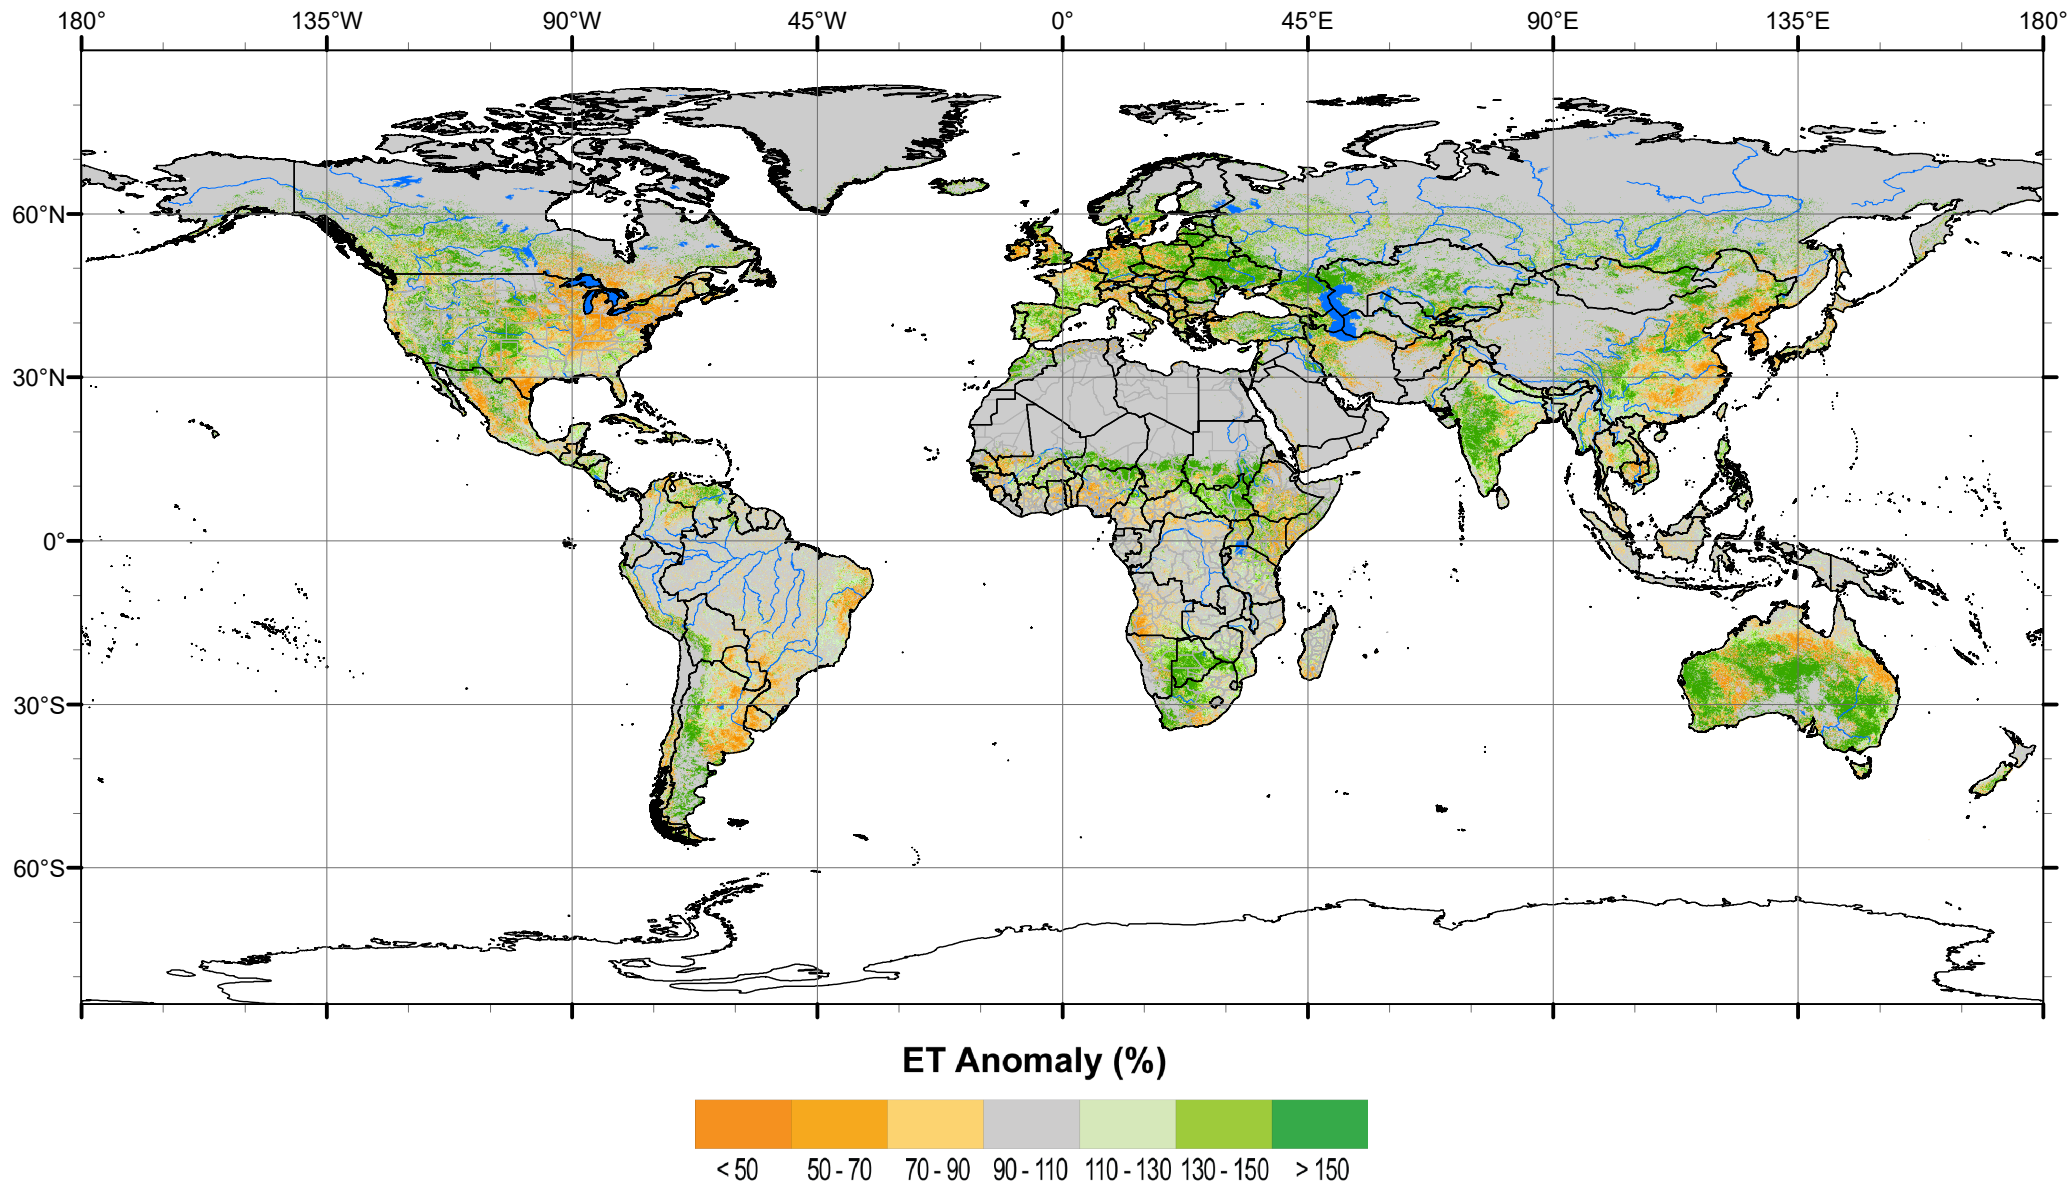 180° 135°W 90°W 45°W 0° 45°E 90°E 135°E 180°
60°N
30°N
0°
30°S
60°S
ET Anomaly (%)
< 50 50 - 70 70 - 90 90 - 110 110 - 130 130 - 150 > 150